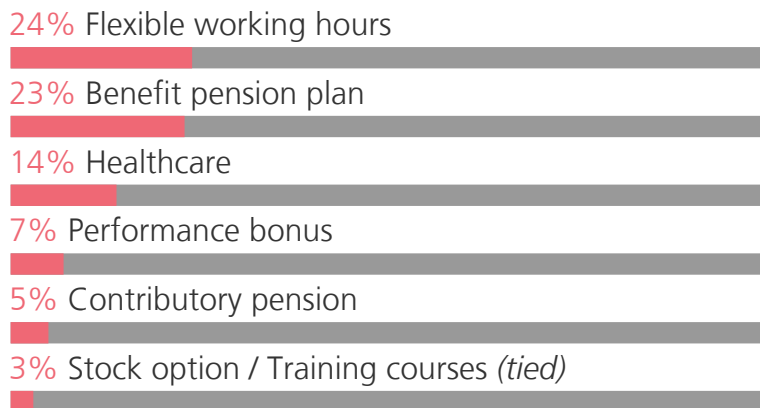 24% Flexible working hours
23% Benefit pension plan
14% Healthcare
7% Performance bonus
5% Contributory pension
3% Stock option / Training courses (tied)